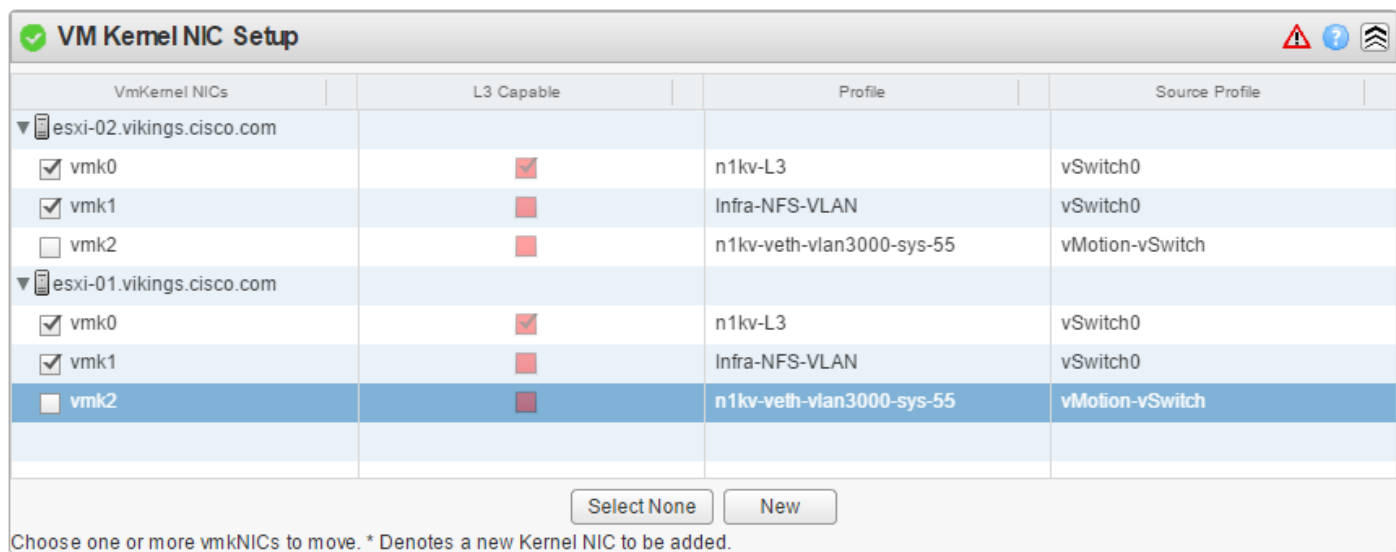 VM Kernel NIC Setup
VmKernel NICs L3 Capable Profile Source Profile
esxi-02.vikings.cisco.com
vmk0 n1kv-L3 vSwitch0
vmk1 Infra-NFS-VLAN vSwitch0
vmk2 n1kv-veth-vlan3000-sys-55 vMotion-vSwitch
esxi-01.vikings.cisco.com
vmk0 n1kv-L3 vSwitch0
vmk1 Infra-NFS-VLAN vSwitch0
vmk2 n1kv-veth-vlan3000-sys-55 vMotion-vSwitch
Select None New
Choose one or more vmkNICs to move. * Denotes a new Kernel NIC to be added.